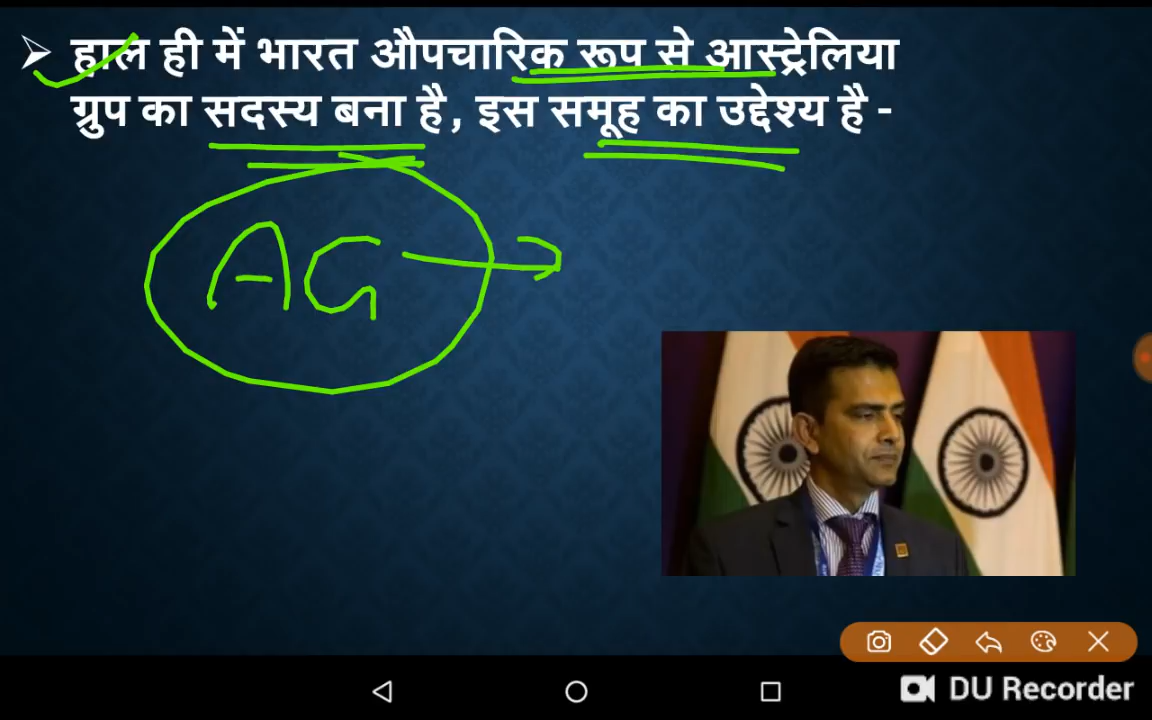 हाल ही में भारत औपचारिक रूप से आस्ट्रेलिया
ग्रुप का सदस्य बना है, इस समूह का उद्देश्य है -
AG
DU Recorder